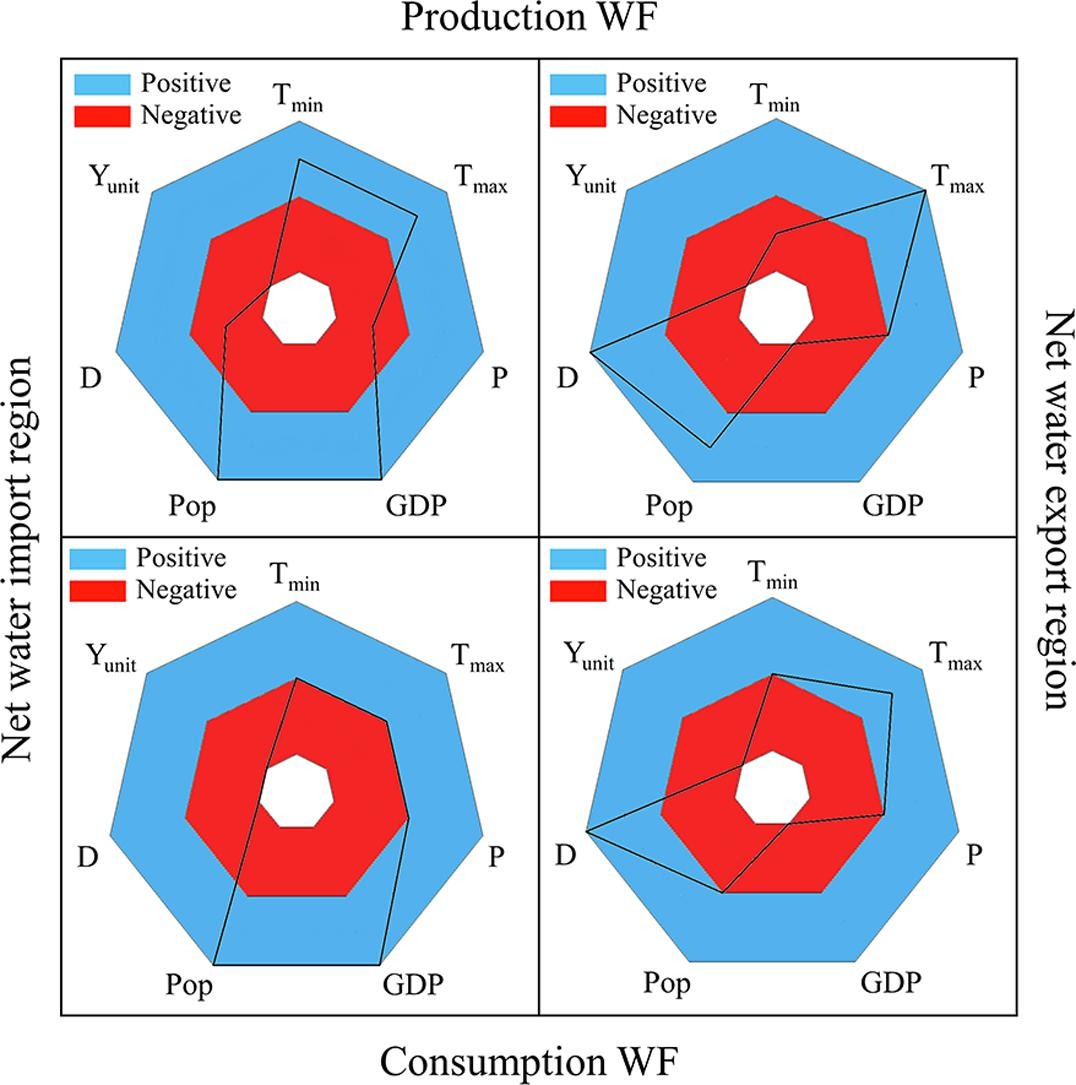 Production WF
Positive
Negative
Tmin
Yunit
Tmax
D
P
Pop
GDP
Positive
Negative
Tmin
Yunit
Tmax
D
P
Pop
GDP
Net water import region
Net water export region
Positive
Negative
Tmin
Yunit
Tmax
D
P
Pop
GDP
Positive
Negative
Tmin
Yunit
Tmax
D
P
Pop
GDP
Consumption WF